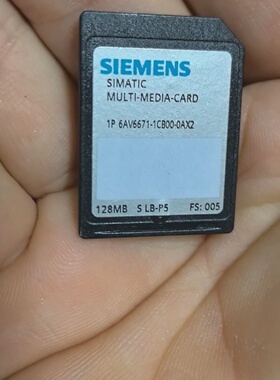 SIEMENS
SIMATIC
MULTI-MEDIA-CARD
1P 6AV6671-1CB00-0AX2
128MB S LB-P5 FS: 005